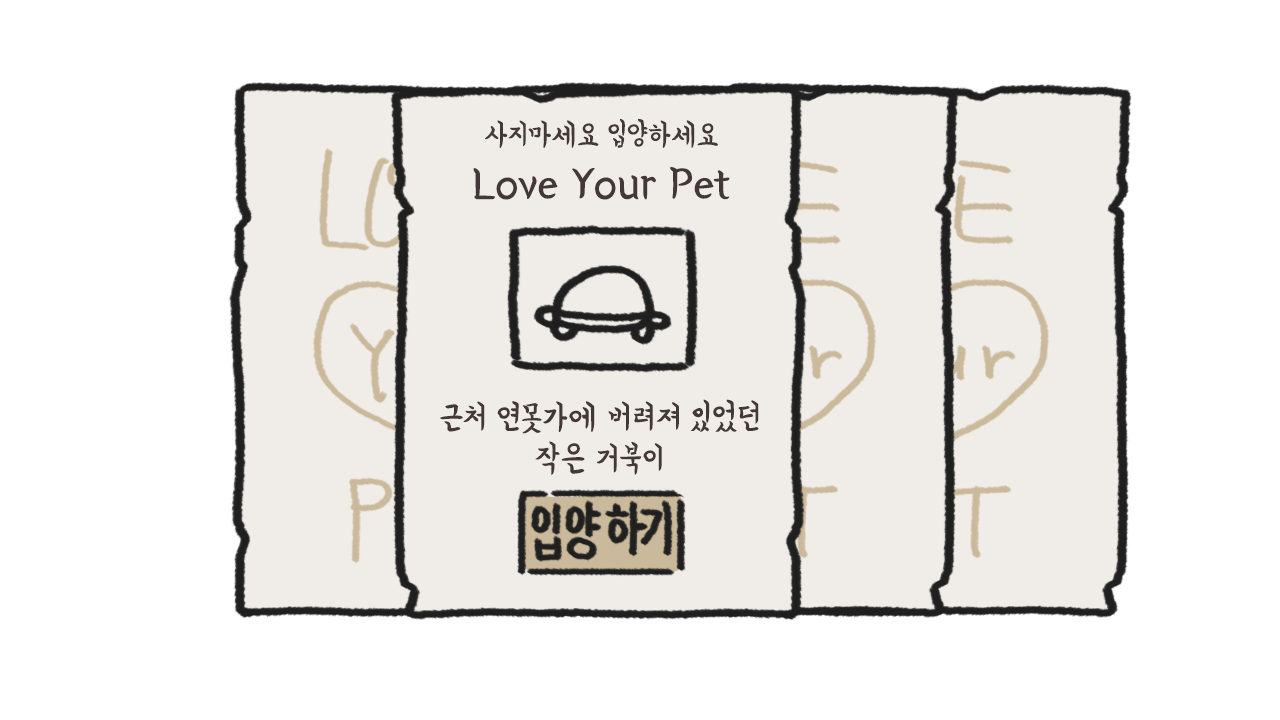 사지마세요 입양하세요
Love Your Pet
근처 연못가에 버려져 있었던
작은 거북이
입양하기
LO
Y
P
E
r
T
E
ur
T